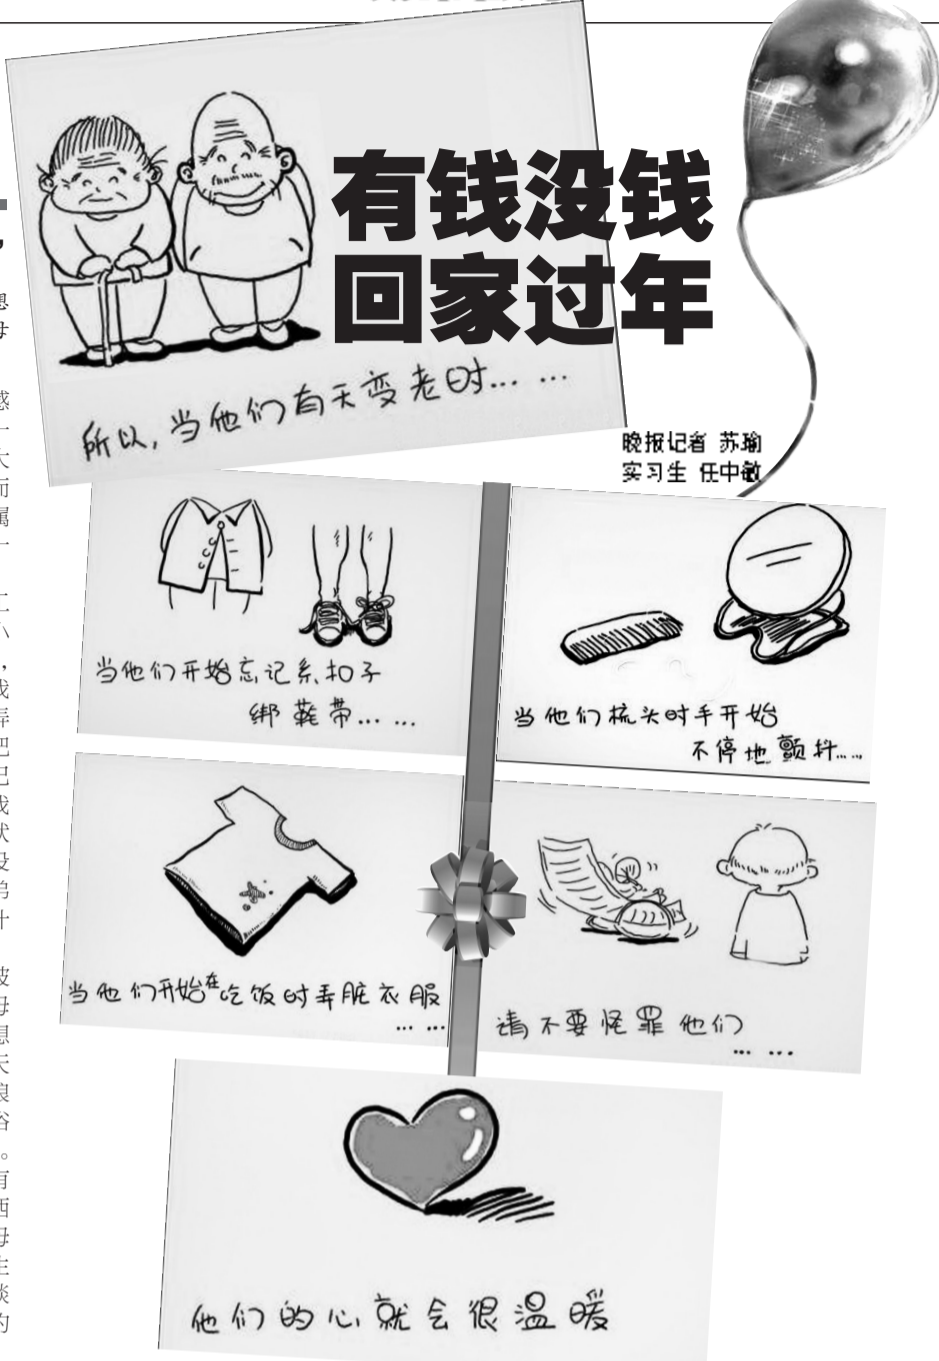 有钱没钱
回家过年
所以,当他们有天变老时… …
晚报记者 苏瑜
实习生 任中敏
当他们开始忘记系扣子
绑鞋带… …
当他们梳头时手开始
不停地颤抖……
当他们开始在吃饭时弄脏衣服
… …
请不要怪罪他们
… …
他们的心就会很温暖